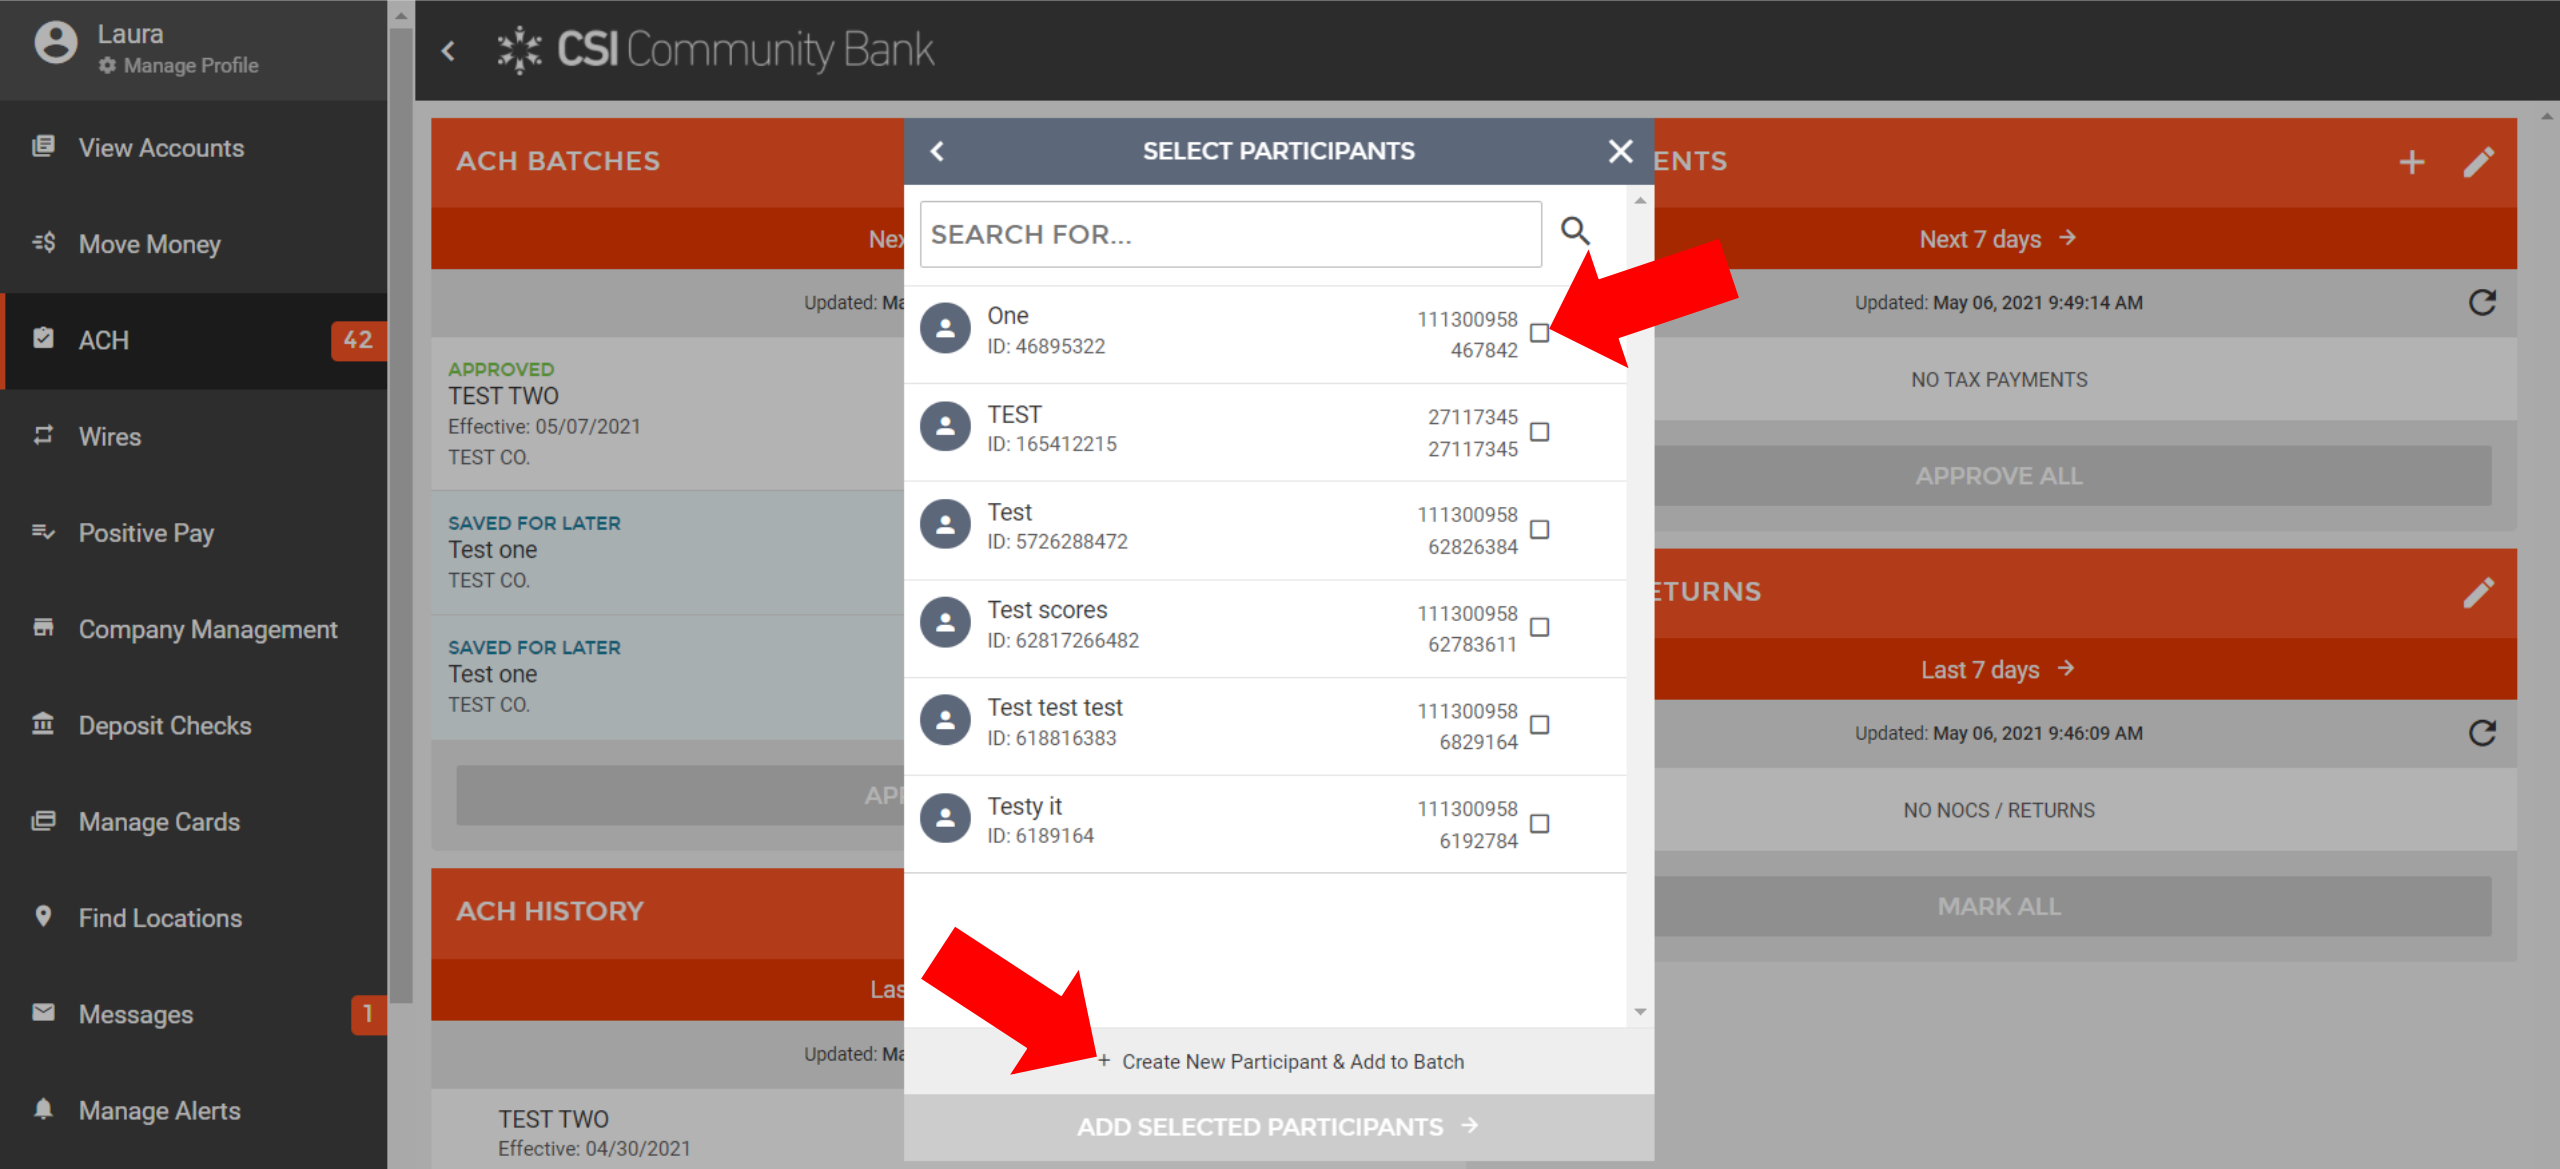 Laura
Manage Profile
View Accounts
Move Money
ACH
42
Wires
Positive Pay
Company Management
Deposit Checks
Manage Cards
Find Locations
Messages
1
Manage Alerts
CSI Community Bank
ACH BATCHES
Updated:
APPROVED
TEST TWO
Effective: 05/07/2021
TEST CO.
SAVED FOR LATER
Test one
TEST CO.
SAVED FOR LATER
Test one
TEST CO.
ACH HISTORY
Updated:
TEST TWO
Effective: 04/30/2021
SELECT PARTICIPANTS
SEARCH FOR...
One
ID: 46895322
111300958
467842
TEST
ID: 165412215
27117345
27117345
Test
ID: 5726288472
111300958
62826384
Test scores
ID: 62817266482
111300958
62783611
Test test test
ID: 618816383
111300958
6829164
Testy it
ID: 6189164
111300958
6192784
+ Create New Participant & Add to Batch
ADD SELECTED PARTICIPANTS
Next 7 days
Updated: May 06, 2021 9:49:14 AM
NO TAX PAYMENTS
APPROVE ALL
Last 7 days
Updated: May 06, 2021 9:46:09 AM
NO NOCS / RETURNS
MARK ALL